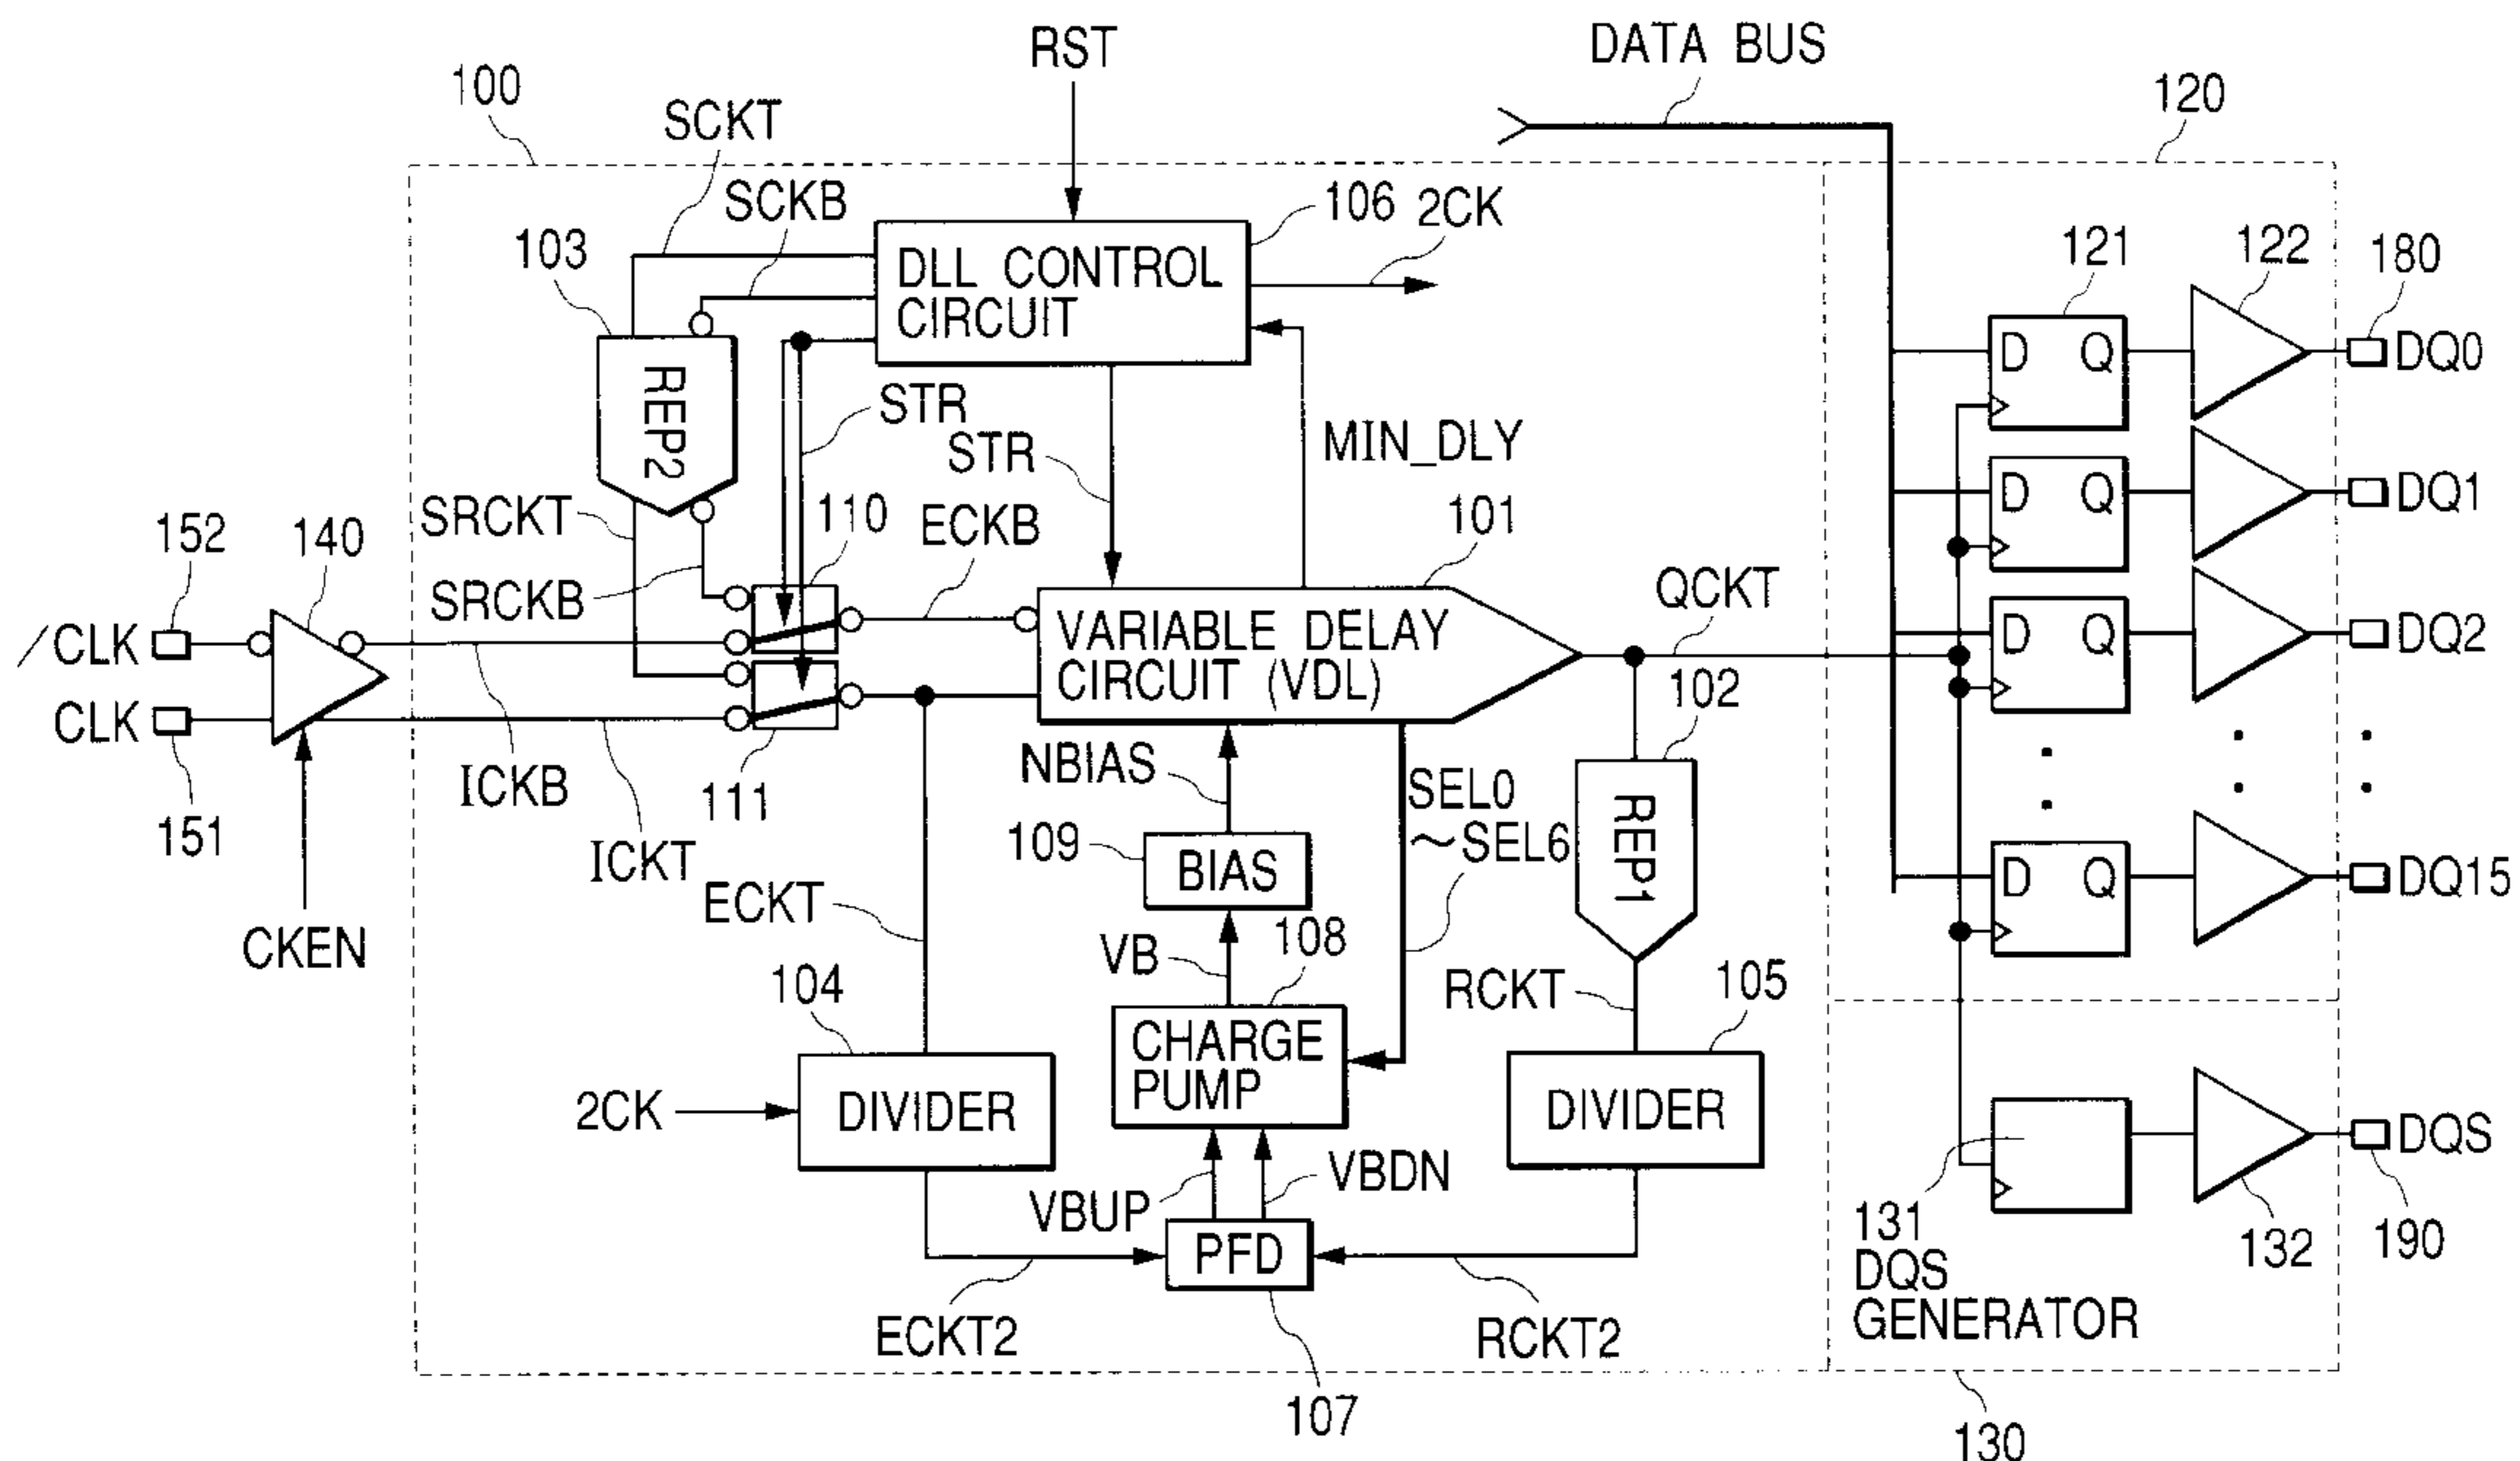 RST
DATA BUS
100
SCKT
120
SCKB
106
2CK
103
DLL CONTROL
CIRCUIT
121
122
180
D Q
DQ0
REP2
STR
STR
MIN_DLY
D Q
DQ1
SRCKT
110
ECKB
101
152
140
SRCKB
QCKT
/CLK
VARIABLE DELAY
CIRCUIT (VDL)
D Q
DQ2
102
CLK
NBIAS
ICKB
111
SEL0
~SEL6
151
109
BIAS
REP1
ICKT
D Q
DQ15
ECKT
CKEN
VB
108
104
RCKT
105
CHARGE
PUMP
2CK
DIVIDER
DIVIDER
DQS
VBUP
VBDN
131
DQS
GENERATOR
132
190
PFD
ECKT2
RCKT2
107
130